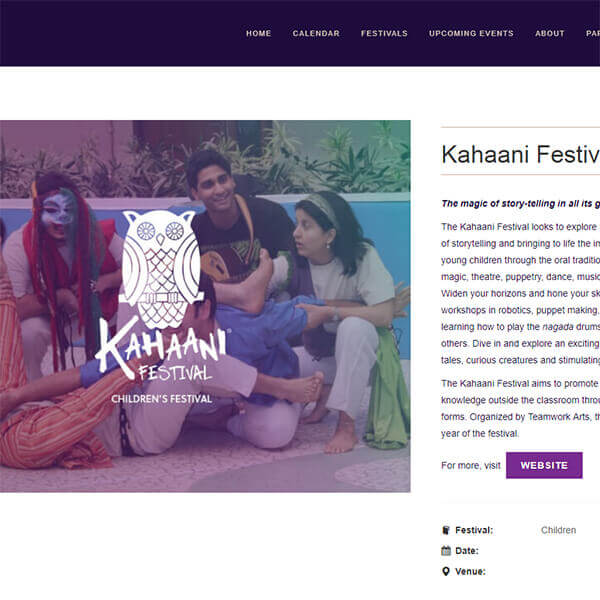 HOME CALENDAR FESTIVALS UPCOMING EVENTS ABOUT
KAHAANI
FESTIVAL
CHILDREN'S FESTIVAL
Kahaani Festiv
The magic of story-telling in all its g
The Kahaani Festival looks to explore
of storytelling and bringing to life the
young children through the oral traditio
magic, theatre, puppetry, dance, music
Widen your horizons and hone your sk
workshops in robotics, puppet making,
learning how to play the nagada drums
others. Dive in and explore an exciting
tales, curious creatures and stimulating
The Kahaani Festival aims to promote
knowledge outside the classroom throu
forms. Organized by Teamwork Arts, th
year of the festival.
For more, visit WEBSITE
Festival: Children
Date:
Venue: